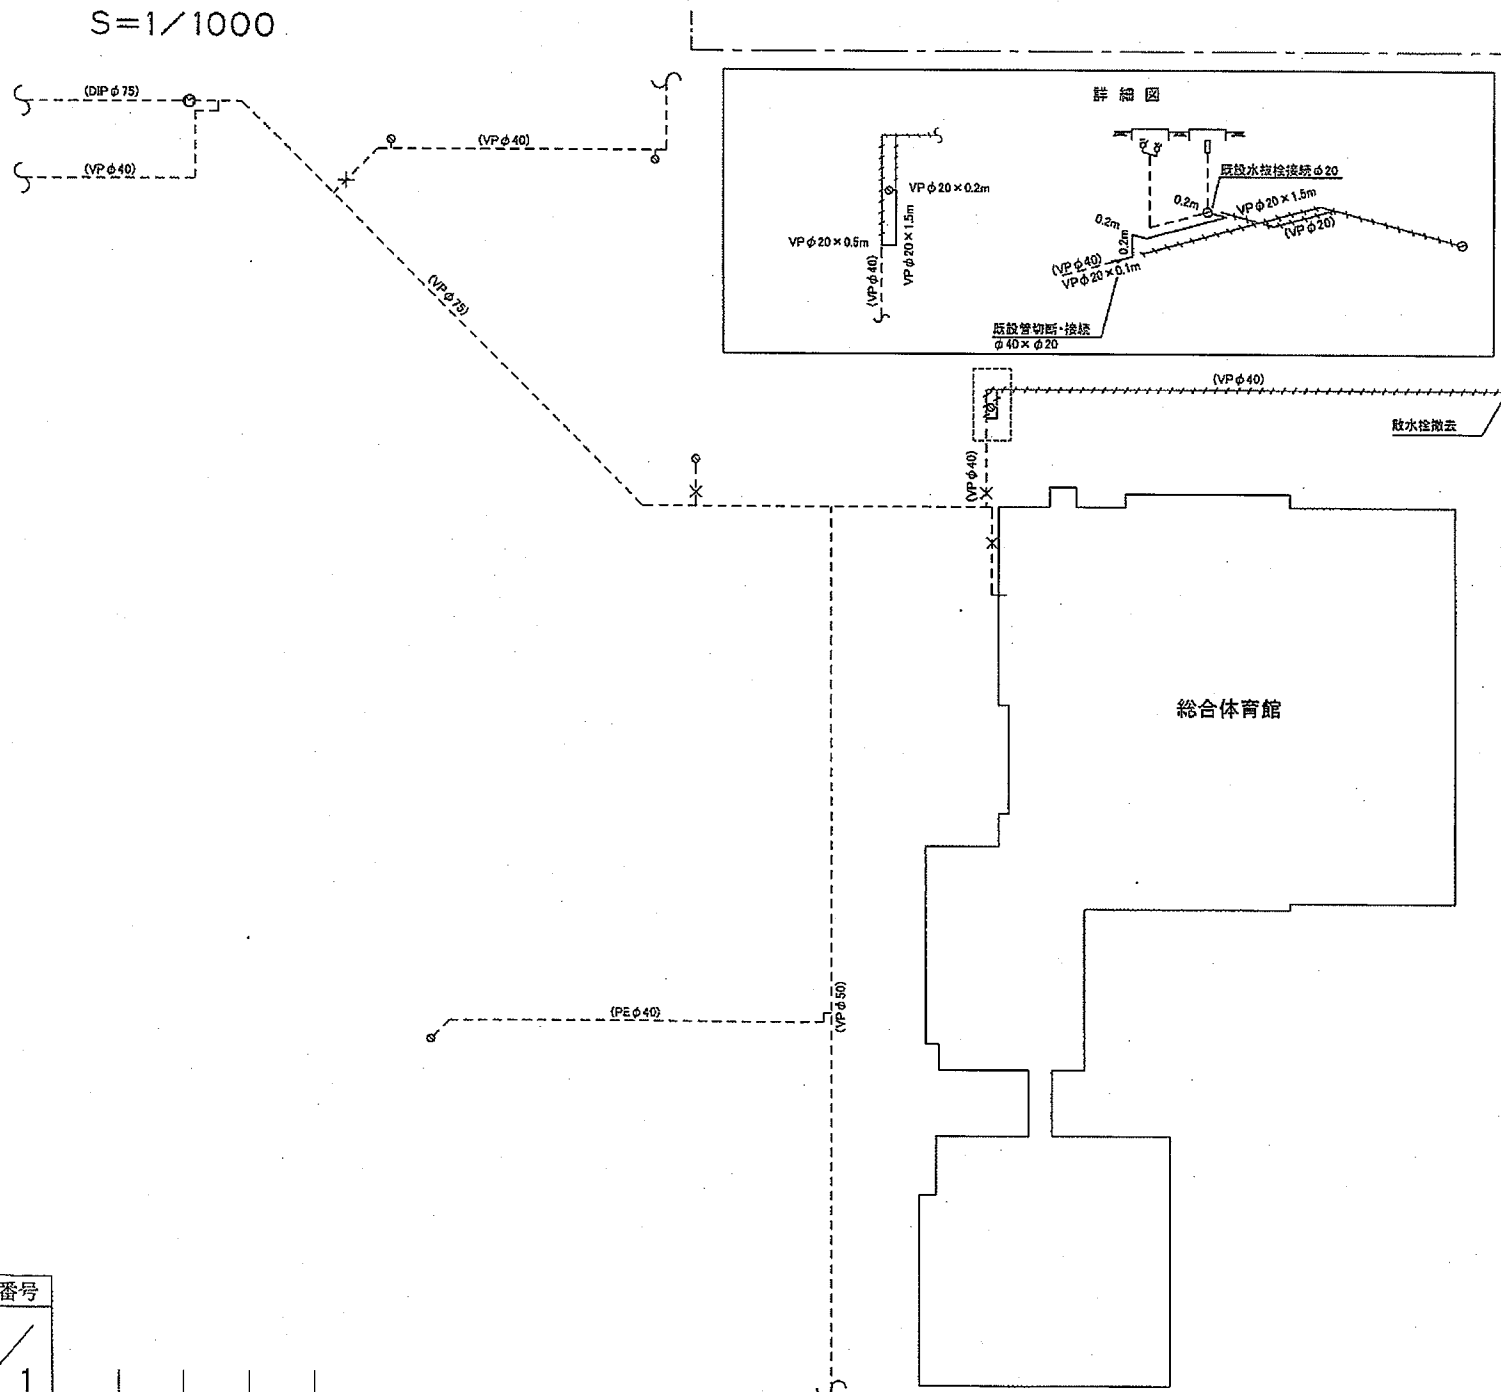 S=1/1000
(DIPφ75)
(VPφ40)
(VPφ40)
(VPφ75)
詳細図
VPφ20×0.2m
VPφ20×0.5m
VPφ20×1.5m
(VPφ40)
既設水抜栓接続φ20
0.2m
VPφ20×1.5m
0.2m
0.2m
(VPφ20)
(VPφ40)
VPφ20×0.1m
既設管切断・接続
φ40×φ20
(VPφ40)
散水栓撤去
(VPφ40)
総合体育館
(PEφ40)
(VPφ50)
番号
1